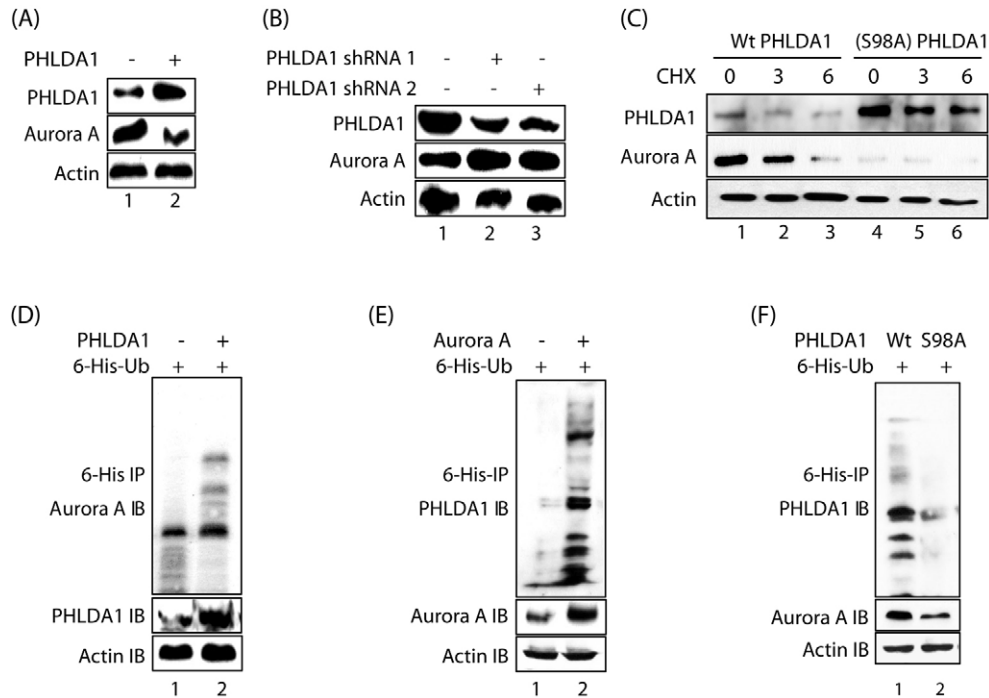 (A)
PHLDA1 - +
PHLDA1
Aurora A
Actin
1 2
(B)
PHLDA1 shRNA 1 - + -
PHLDA1 shRNA 2 - - +
PHLDA1
Aurora A
Actin
1 2 3
(C)
Wt PHLDA1 (S98A) PHLDA1
CHX 0 3 6 0 3 6
PHLDA1
Aurora A
Actin
1 2 3 4 5 6
(D)
PHLDA1 - +
6-His-Ub + +
6-His IP
Aurora A IB
PHLDA1 IB
Actin IB
1 2
(E)
Aurora A - +
6-His-Ub + +
6-His-IP
PHLDA1 IB
Aurora A IB
Actin IB
1 2
(F)
PHLDA1 Wt S98A
6-His-Ub + +
6-His-IP
PHLDA1 IB
Aurora A IB
Actin IB
1 2